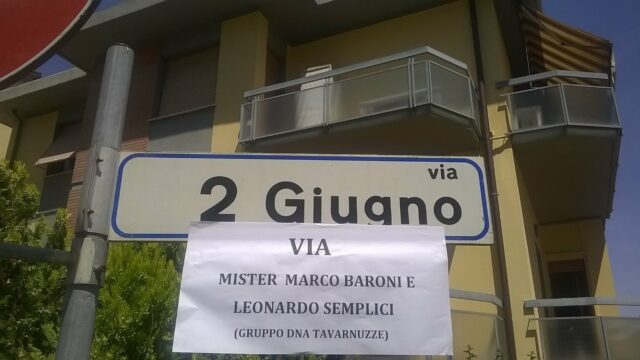 via
2 Giugno
VIA
MISTER MARCO BARONI E
LEONARDO SEMPLICI
(GRUPPO DNA TAVARNUZZE)